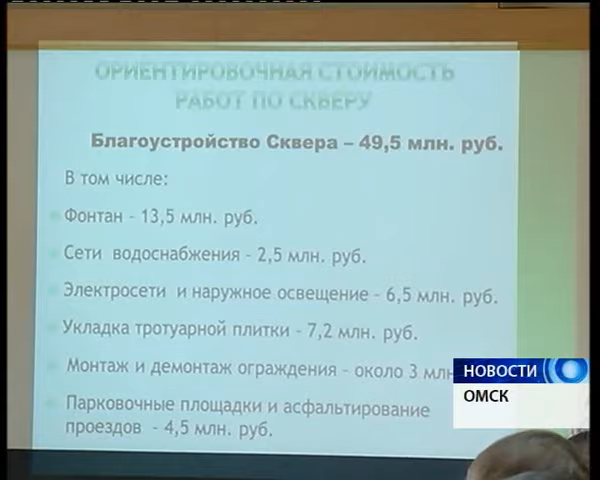 ОРИЕНТИРОВОЧНАЯ СТОИМОСТЬ
РАБОТ ПО СКВЕРУ
Благоустройство Сквера – 49,5 млн. руб.
В том числе:
Фонтан - 13,5 млн. руб.
Сети водоснабжения - 2,5 млн. руб.
Электросети и наружное освещение - 6,5 млн. руб.
Укладка тротуарной плитки - 7,2 млн. руб.
Монтаж и демонтаж ограждения - около 3 млн
Парковочные площадки и асфальтирование
проездов - 4,5 млн. руб.
НОВОСТИ
ОМСК